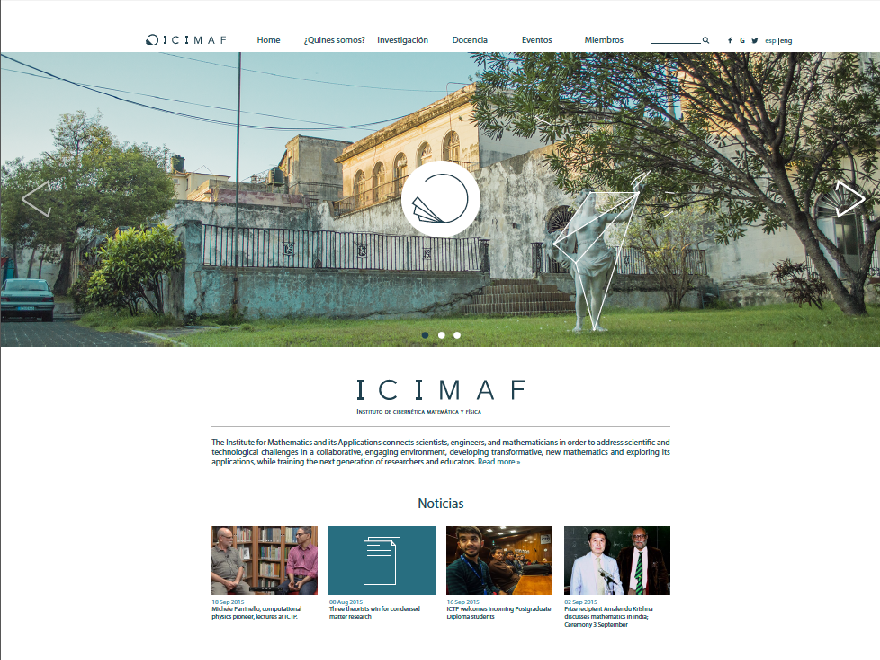 ICIMAF
Home
¿Quines somos?
Investigación
Docencia
Eventos
Miembros
esp|eng
ICIMAF
Instituto de cibernética matemática y física
The Institute for Mathematics and its Applications connects scientists, engineers, and mathematicians in order to address scientific and
technological challenges in a collaborative, engaging environment, developing transformative, new mathematics and exploring its
applications, while training the next generation of researchers and educators. Read more »
Noticias
18 Sep 2015
Michele Parrinello, computational
physics pioneer, lectures at ICTP.
08 Aug 2015
Three theorists win for condensed
matter research
16 Sep 2015
ICTP welcomes incoming Postgraduate
Diploma students
02 Sep 2015
Prize recipient Amalendu Krishna
discusses mathematics in India;
Ceremony 3 September